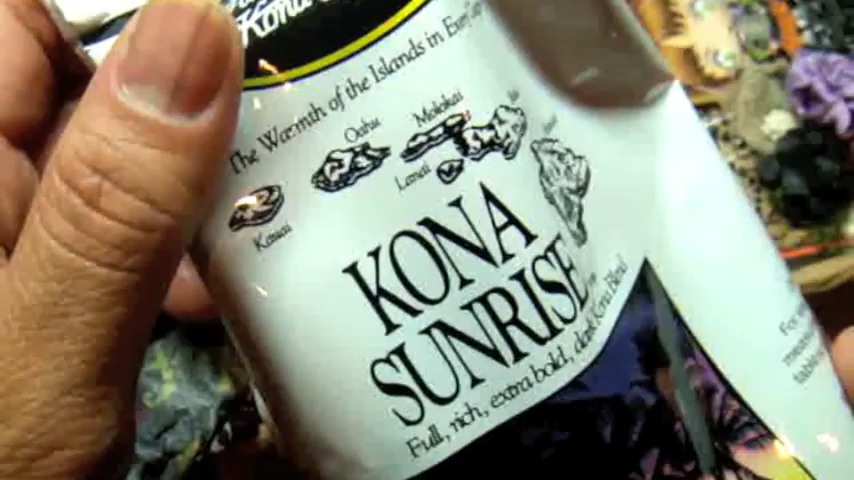 Kona
The Warmth of the Islands in Every
Oahu
Molokai
Lanai
Kauai
KONA
SUNRISE
Full, rich, extra bold, dark Kona Blend